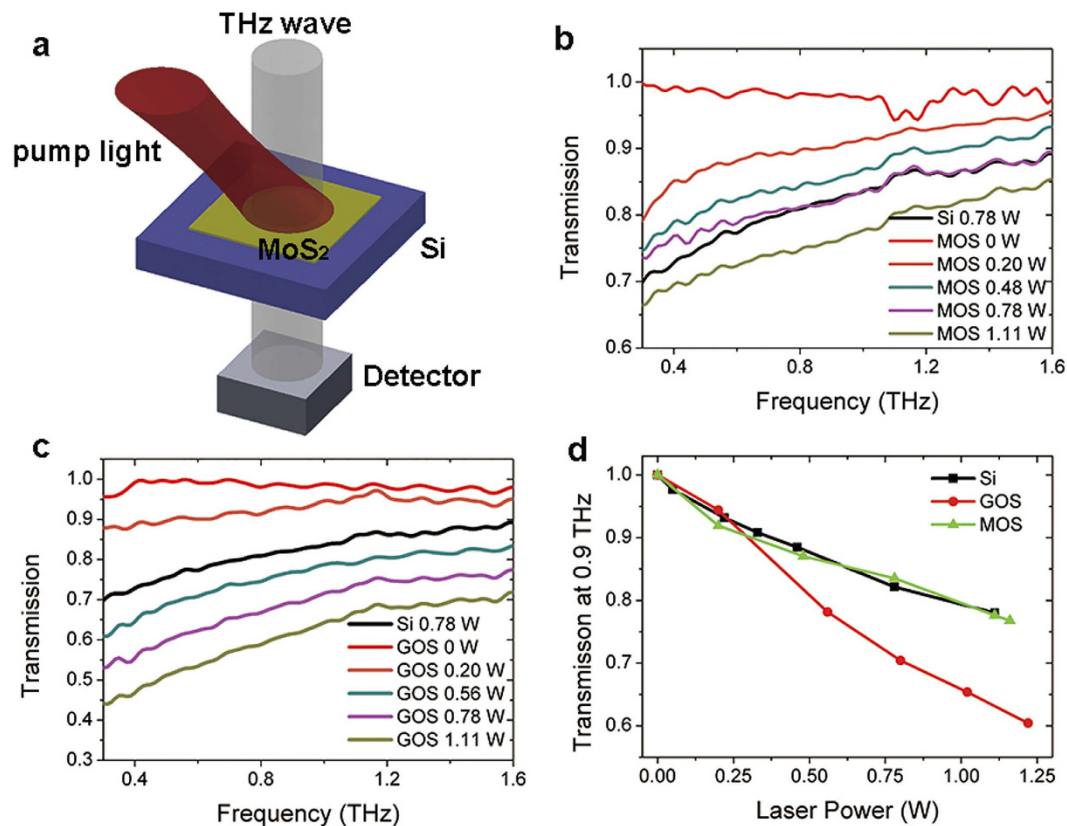 a
THz wave
pump light
MoS₂
Si
Detector
b
Transmission
1.0
0.9
0.8
0.7
0.6
Si 0.78 W
MOS 0 W
MOS 0.20 W
MOS 0.48 W
MOS 0.78 W
MOS 1.11 W
0.4 0.8 1.2 1.6
Frequency (THz)
c
Transmission
1.0
0.9
0.8
0.7
0.6
0.5
0.4
0.3
Si 0.78 W
GOS 0 W
GOS 0.20 W
GOS 0.56 W
GOS 0.78 W
GOS 1.11 W
0.4 0.8 1.2 1.6
Frequency (THz)
d
Transmisson at 0.9 THz
1.0
0.9
0.8
0.7
0.6
Si
GOS
MOS
0.00 0.25 0.50 0.75 1.00 1.25
Laser Power (W)